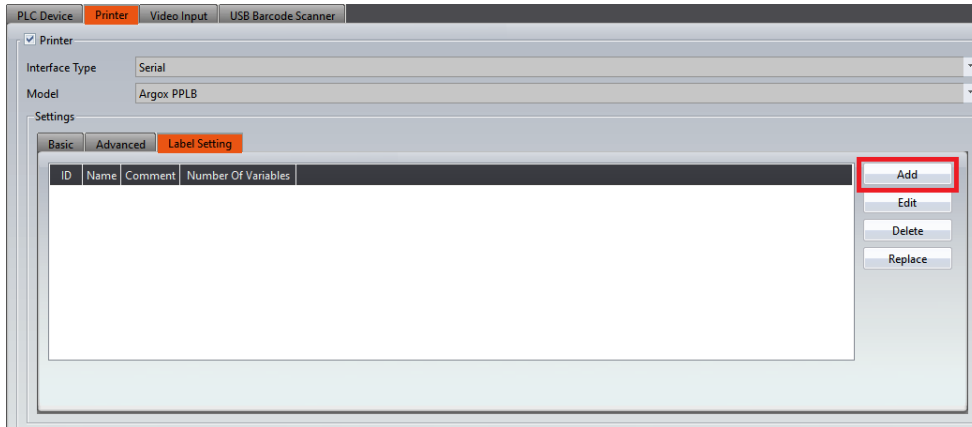 PLC Device Printer Video Input USB Barcode Scanner
Printer
Interface Type Serial
Model Argox PPLB
Settings
Basic Advanced Label Setting
ID Name Comment Number Of Variables
Add
Edit
Delete
Replace